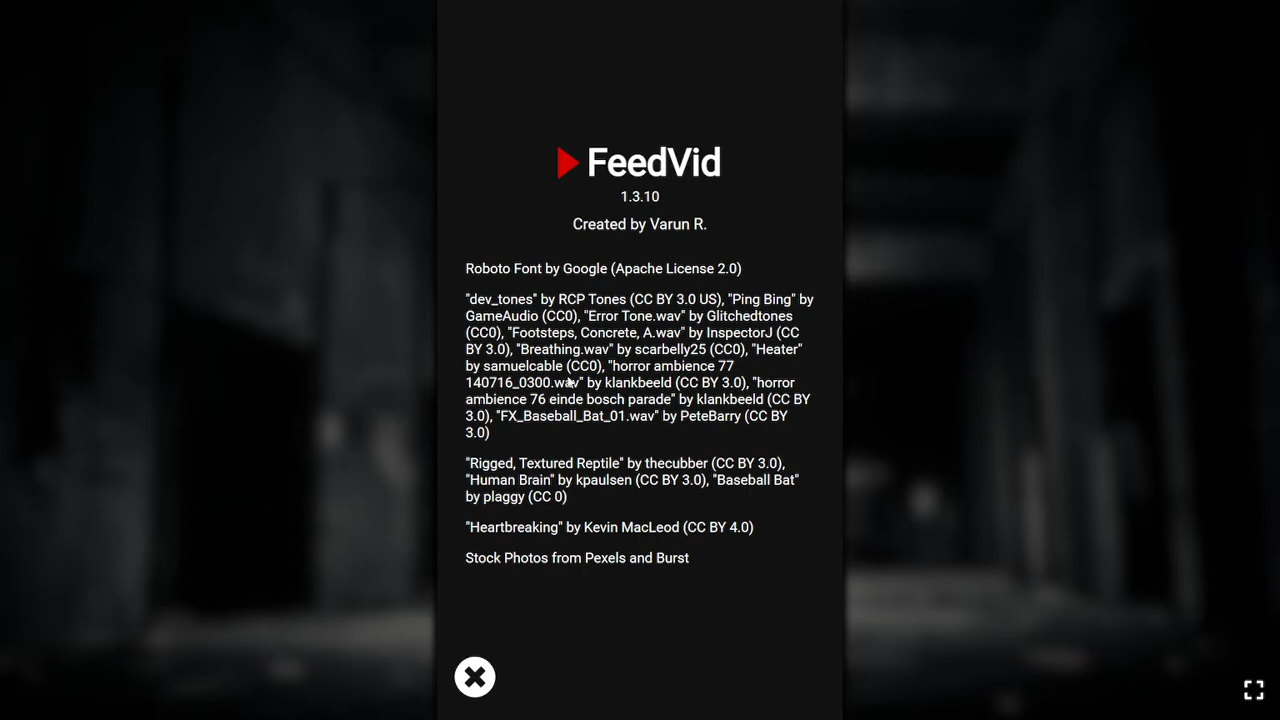 FeedVid
1.3.10
Created by Varun R.
Roboto Font by Google (Apache License 2.0)
"dev_tones" by RCP Tones (CC BY 3.0 US), "Ping Bing" by
GameAudio (CC0), "Error Tone.wav" by Glitchedtones
(CC0), "Footsteps, Concrete, A.wav" by InspectorJ (CC
BY 3.0), "Breathing.wav" by scarbelly25 (CC0), "Heater"
by samuelcable (CC0), "horror ambience 77
140716_0300.wav" by klankbeeld (CC BY 3.0), "horror
ambience 76 einde bosch parade" by klankbeeld (CC BY
3.0), "FX_Baseball_Bat_01.wav" by PeteBarry (CC BY
3.0)
"Rigged, Textured Reptile" by thecubber (CC BY 3.0),
"Human Brain" by kpaulsen (CC BY 3.0), "Baseball Bat"
by plaggy (CC 0)
"Heartbreaking" by Kevin MacLeod (CC BY 4.0)
Stock Photos from Pexels and Burst